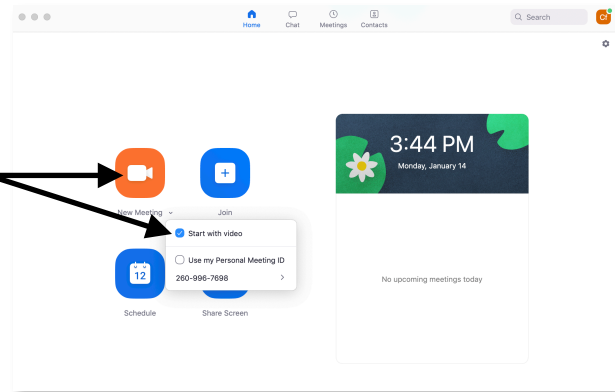 Home
Chat
Meetings
Contacts
Search
Cf
3:44 PM
Monday, January 14
New Meeting
Join
Start with video
Use my Personal Meeting ID
260-996-7698
12
Schedule
Share Screen
No upcoming meetings today